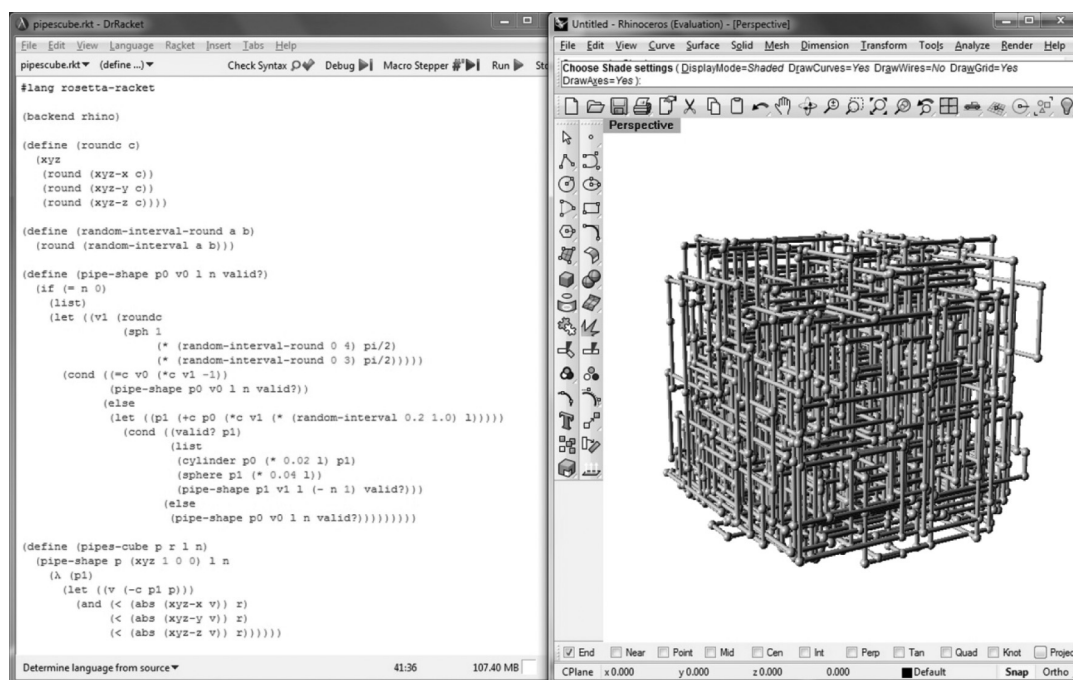 pipescube.rkt - DrRacket
File Edit View Language Racket Insert Tabs Help
pipescube.rkt▼ (define ...)▼ Check Syntax Debug Macro Stepper Run
#lang rosetta-racket
(backend rhino)
(define (roundc c)
(xyz
(round (xyz-x c))
(round (xyz-y c))
(round (xyz-z c))))
(define (random-interval-round a b)
(round (random-interval a b)))
(define (pipe-shape p0 v0 l n valid?)
(if (= n 0)
(list)
(let ((v1 (roundc
(sph 1
(* (random-interval-round 0 4) pi/2)
(* (random-interval-round 0 3) pi/2)))))
(cond ((=c v0 (*c v1 -1))
(pipe-shape p0 v0 l n valid?))
(else
(let ((p1 (+c p0 (*c v1 (* (random-interval 0.2 1.0) l)))))
(cond ((valid? p1)
(list
(cylinder p0 (* 0.02 l) p1)
(sphere p1 (* 0.04 l))
(pipe-shape p1 v1 l (- n 1) valid?)))
(else
(pipe-shape p0 v0 l n valid?)))))))))
(define (pipes-cube p r l n)
(pipe-shape p (xyz 1 0 0) l n
(λ (p1)
(let ((v (-c p1 p)))
(and (< (abs (xyz-x v)) r)
(< (abs (xyz-y v)) r)
(< (abs (xyz-z v)) r))))))
Determine language from source▼ 41:36 107.40 MB
Untitled - Rhinoceros (Evaluation) - [Perspective]
File Edit View Curve Surface Solid Mesh Dimension Transform Tools Analyze Render Help
Choose Shade settings ( DisplayMode=Shaded DrawCurves=Yes DrawWires=No DrawGrid=Yes
DrawAxes=Yes ):
Perspective
End Near Point Mid Cen Int Perp Tan Quad Knot Projec
CPlane x 0.000 y 0.000 z 0.000 0.000 Default Snap Ortho